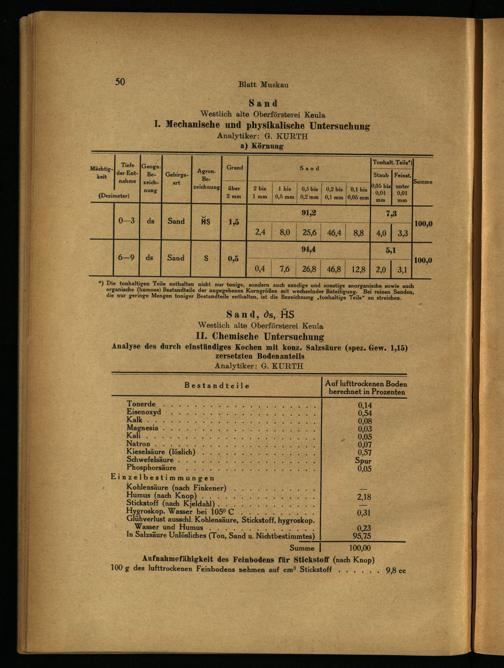 50
Blatt Muskau
Sand
Westlich alte Oberförsterei Keula
I. Mechanische und physikalische Untersuchung
Analytiker: G. KURTH
a) Körnung
Mächtig-keit Tiefe der Ent-nahme (Dezimeter) Geogn. Be-zeich-nung Gebirgs-art Agron. Be-zeichnung Grand über 2 mm Sand 2 bis 1 mm 1 bis 0,5 mm 0,5 bis 0,2 mm 0,2 bis 0,1 mm 0,1 bis 0,05 mm Tonhalt. Teile*) Staub 0,05 bis 0,01 mm Feinst. unter 0,01 mm Summe
91,2 7,3
0—3 ds Sand H̆S 1,5 100,0
2,4 8,0 25,6 46,4 8,8 4,0 3,3
94,4 5,1
6—9 ds Sand S 0,5 100,0
0,4 7,6 26,8 46,8 12,8 2,0 3,1
*) Die tonhaltigen Teile enthalten nicht nur tonige, sondern auch sandige und sonstige anorganische sowie auch
organische (humose) Bestandteile der angegebenen Korngrößen mit wechselnder Beteiligung. Bei reinen Sanden,
die nur geringe Mengen toniger Bestandteile enthalten, ist die Bezeichnung „tonhaltige Teile“ zu streichen.
Sand, ∂s, H̆S
Westlich alte Oberförsterei Keula
II. Chemische Untersuchung
Analyse des durch einstündiges Kochen mit konz. Salzsäure (spez. Gew. 1,15)
zersetzten Bodenanteils
Analytiker: G. KURTH
Bestandteile Auf lufttrockenen Boden berechnet in Prozenten
Tonerde 0,14
Eisenoxyd 0,54
Kalk 0,08
Magnesia 0,03
Kali 0,05
Natron 0,07
Kieselsäure (löslich) 0,57
Schwefelsäure Spur
Phosphorsäure 0,05
Einzelbestimmungen
Kohlensäure (nach Finkener) —
Humus (nach Knop) 2,18
Stickstoff (nach Kjeldahl) —
Hygroskop. Wasser bei 105° C 0,31
Glühverlust ausschl. Kohlensäure, Stickstoff, hygroskop.
Wasser und Humus 0,23
In Salzsäure Unlösliches (Ton, Sand u. Nichtbestimmtes) 95,75
Summe 100,00
Aufnahmefähigkeit des Feinbodens für Stickstoff (nach Knop)
100 g des lufttrockenen Feinbodens nehmen auf cm³ Stickstoff . . . . . . 9,8 cc